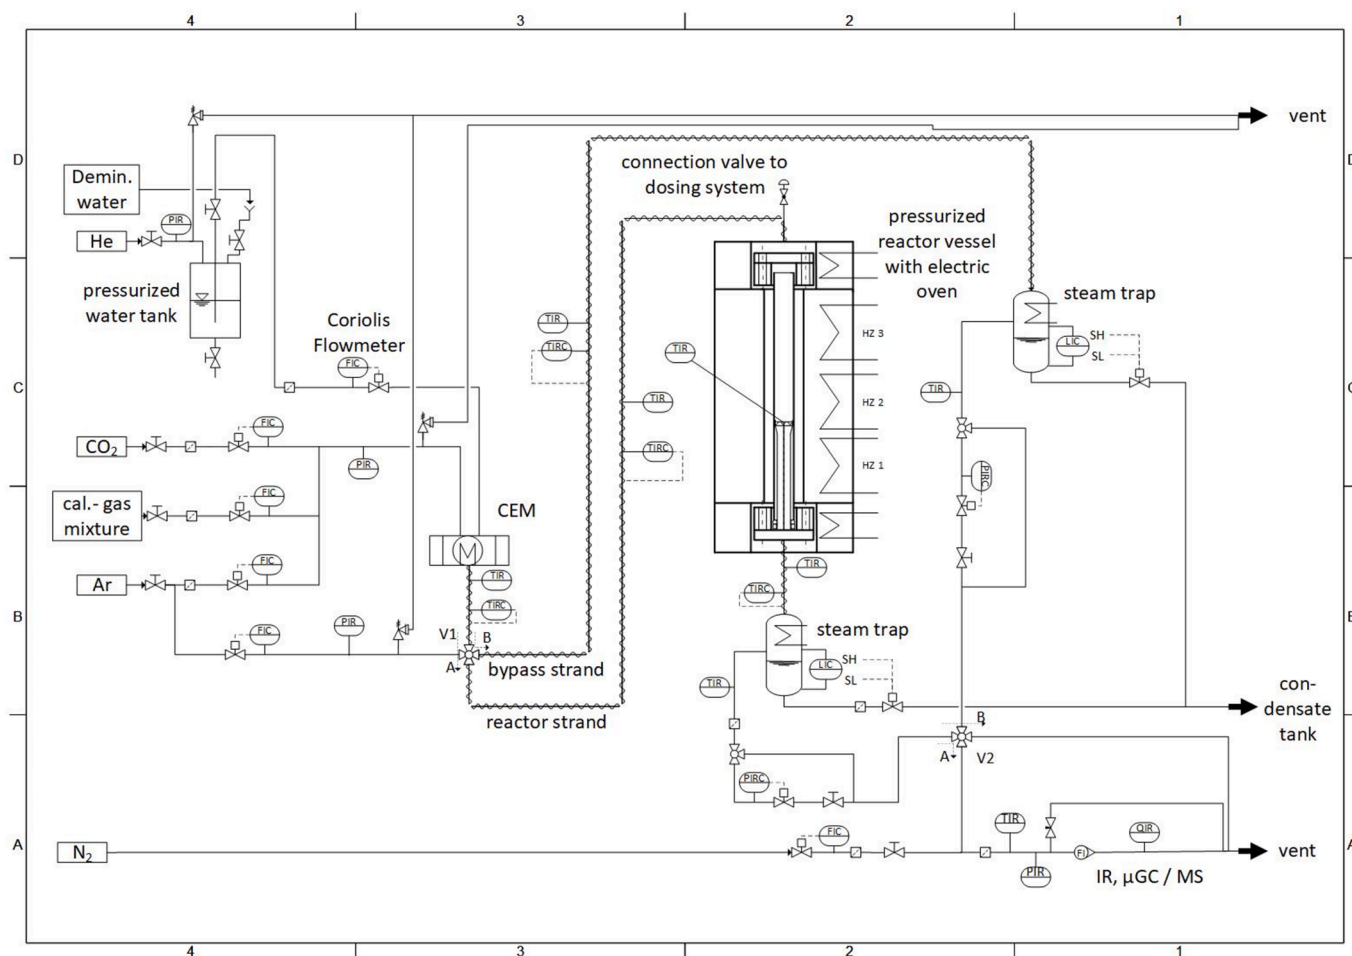 4
3
2
1
vent
D
D
connection valve to
dosing system
Demin.
water
PIR
He
pressurized
reactor vessel
with electric
oven
pressurized
water tank
steam trap
Coriolis
Flowmeter
TIR
TIRC
FIC
TIR
HZ 3
LIC
SH
SL
C
TIR
TIR
HZ 2
CO2
FIC
PIR
TIRC
HZ 1
PIRC
cal.- gas
mixture
FIC
CEM
Ar
FIC
TIR
TIR
TIRC
TIRC
B
FIC
PIR
V1
B
A
bypass strand
steam trap
LIC
SH
SL
TIR
reactor strand
con-
densate
tank
B
A
V2
PIRC
A
N2
FIC
TIR
PIR
FI
QIR
IR, µGC / MS
vent
4
3
2
1